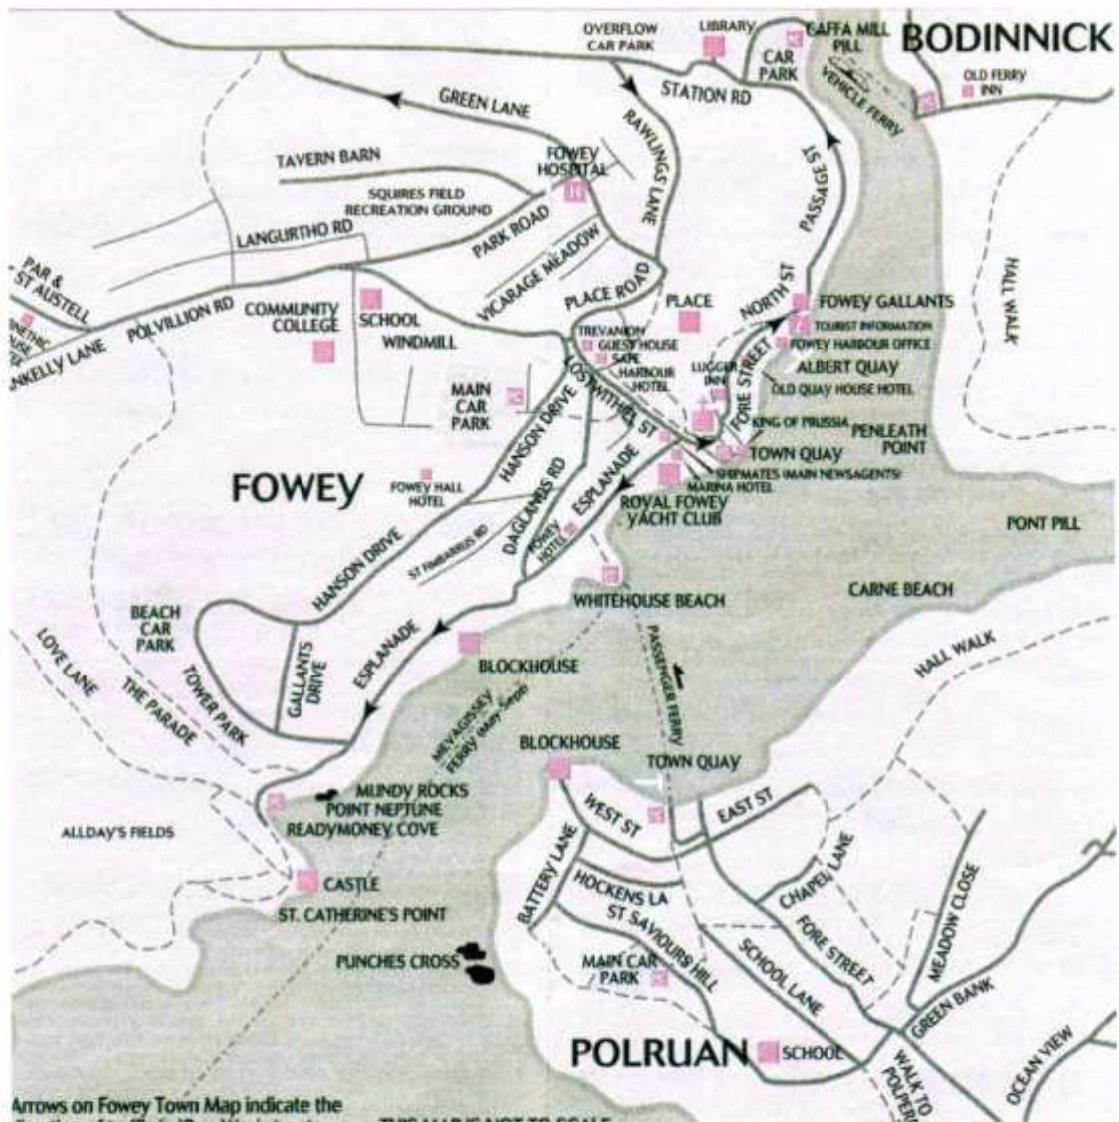 OVERFLOW
CAR PARK
LIBRARY
CAFFA MILL
PILL
BODINNICK
CAR
PARK
OLD FERRY
INN
STATION RD
VEHICLE FERRY
GREEN LANE
RAWLINGS LANE
TAVERN BARN
FOWEY
HOSPITAL
SQUIRES FIELD
RECREATION GROUND
PASSAGE ST
LANGURTHO RD
PARK ROAD
VICARAGE MEADOW
PAR &
ST AUSTELL
POLVILLION RD
PLACE ROAD
PLACE
NORTH ST
HALL WALK
COMMUNITY
COLLEGE
SCHOOL
WINDMILL
FOWEY GALLANTS
TOURIST INFORMATION
FOWEY HARBOUR OFFICE
TREVANION
GUEST HOUSE
SAFE
HARBOUR
HOTEL
LUGGER
INN
FORE STREET
ALBERT QUAY
OLD QUAY HOUSE HOTEL
NKELLY LANE
MAIN
CAR
PARK
HANSON DRIVE
LOSTWITHIEL ST
KING OF PRUSSIA
PENLEATH
POINT
TOWN QUAY
SHIPMATES (MAIN NEWSAGENTS)
MARINA HOTEL
FOWEY
FOWEY HALL
HOTEL
DAGLANDS RD
ESPLANADE
ROYAL FOWEY
YACHT CLUB
PONT PILL
ST FIMBARRUS RD
FOWEY
HOTEL
HANSON DRIVE
WHITEHOUSE BEACH
CARNE BEACH
BEACH
CAR
PARK
LOVE LANE
THE PARADE
TOWER PARK
GALLANTS
DRIVE
ESPLANADE
BLOCKHOUSE
PASSENGER FERRY
HALL WALK
MEVAGISSEY
FERRY (May-Sept)
BLOCKHOUSE
TOWN QUAY
MUNDY ROCKS
POINT NEPTUNE
READYMONEY COVE
ALLDAY'S FIELDS
WEST ST
EAST ST
BATTERY LANE
HOCKENS LA
CHAPEL LANE
MEADOW CLOSE
CASTLE
ST. CATHERINE'S POINT
ST SAVIOURS HILL
FORE STREET
PUNCHES CROSS
MAIN CAR
PARK
SCHOOL LANE
GREEN BANK
POLRUAN
SCHOOL
OCEAN VIEW
WALK TO
Arrows on Fowey Town Map indicate the
THIS MAP IS NOT TO SCALE